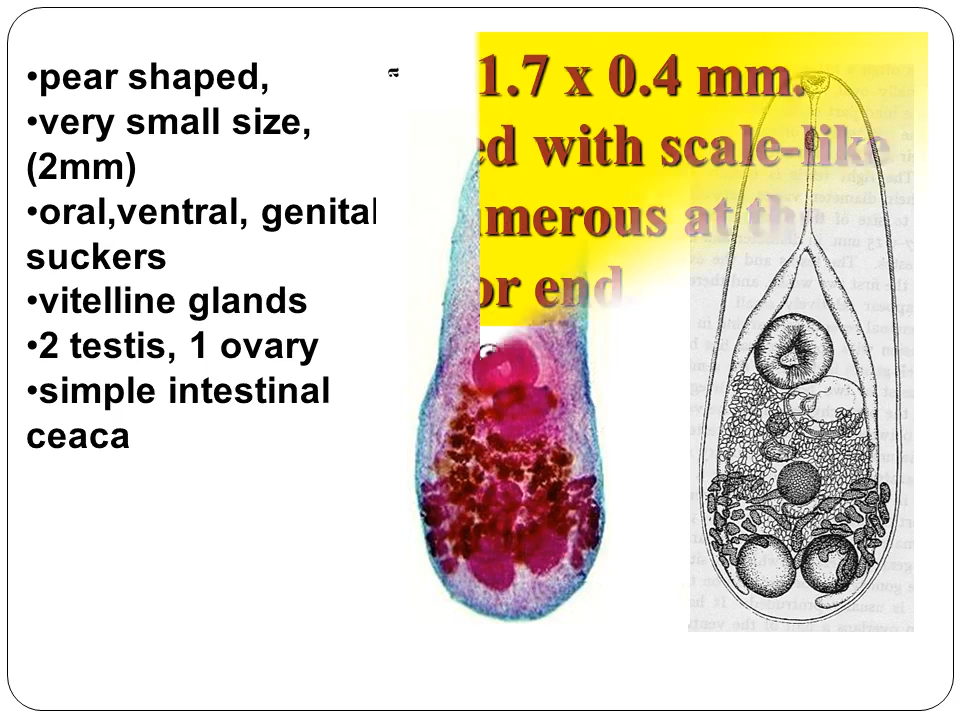 •pear shaped,
•very small size,
(2mm)
•oral,ventral, genital
suckers
•vitelline glands
•2 testis, 1 ovary
•simple intestinal
ceaca
a
1.7 x 0.4 mm.
ed with scale-like
merous at the
or end.